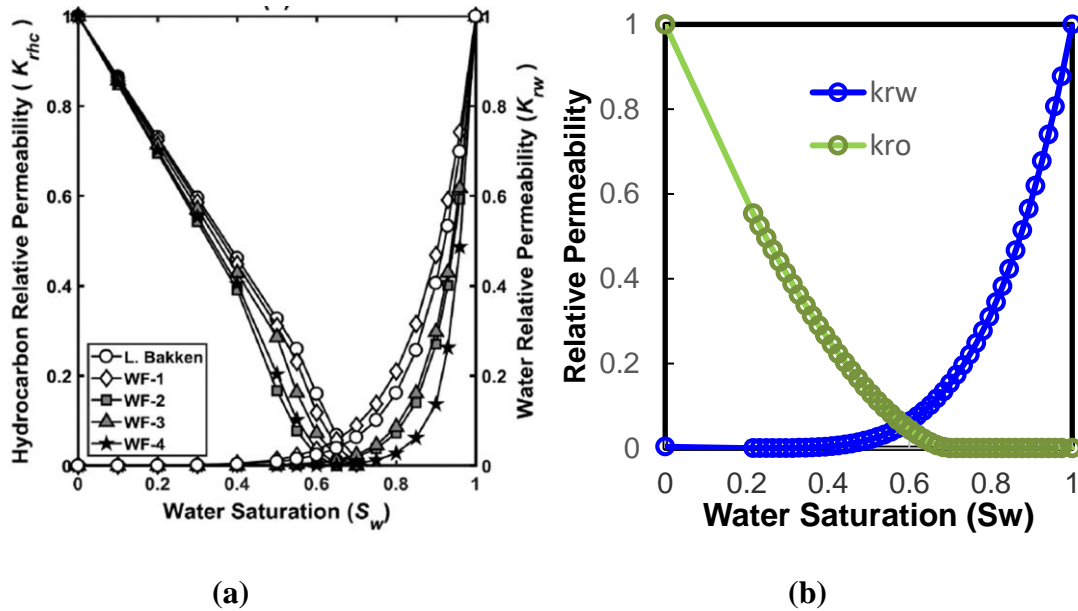 Hydrocarbon Relative Permeability ( K_rhc )
1
0.8
0.6
0.4
0.2
0
L. Bakken
WF-1
WF-2
WF-3
WF-4
0 0.2 0.4 0.6 0.8 1
Water Saturation (S_w)
1
0.8
0.6
0.4
0.2
0
Water Relative Permeability (K_rw )
(a)
Relative Permeability
1
0.8
0.6
0.4
0.2
0
krw
kro
0 0.2 0.4 0.6 0.8 1
Water Saturation (Sw)
(b)